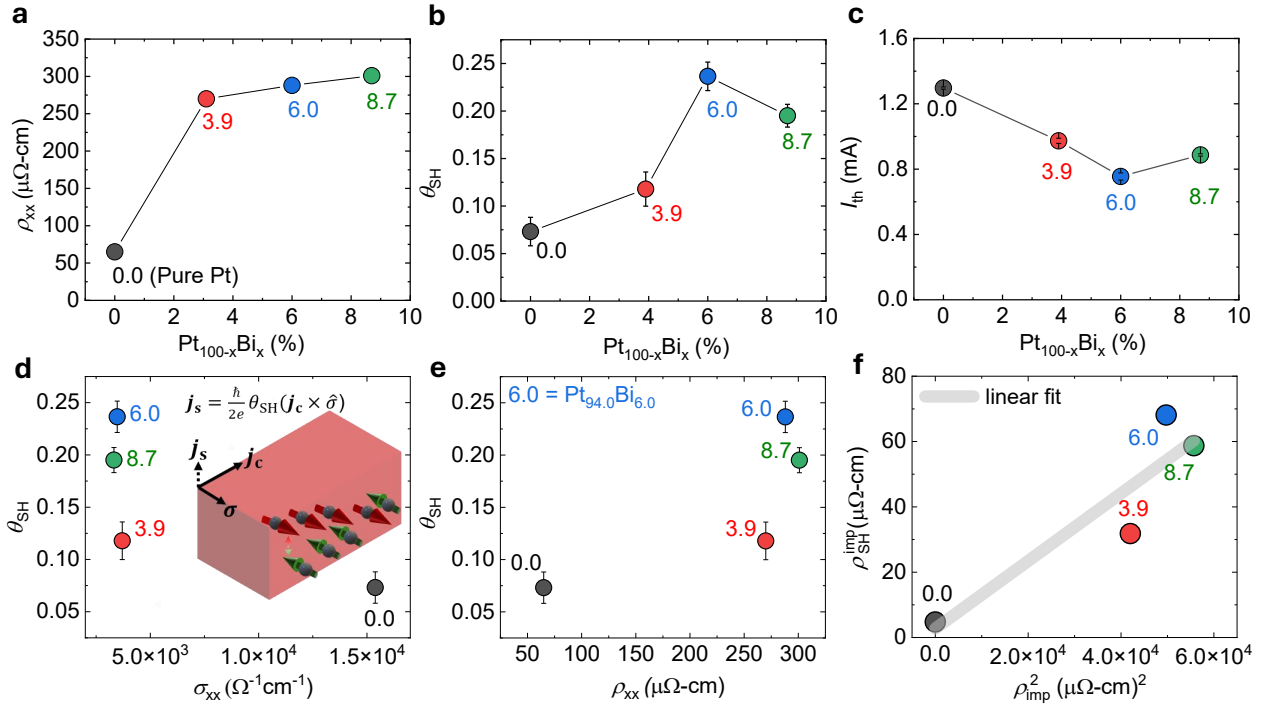 a
350
300
250
200
150
100
50
0
ρxx (μΩ-cm)
3.9
6.0
8.7
0.0 (Pure Pt)
0 2 4 6 8 10
Pt100-xBix (%)
b
0.25
0.20
0.15
0.10
0.05
0.00
θSH
0.0
3.9
6.0
8.7
0 2 4 6 8 10
Pt100-xBix (%)
c
1.6
1.2
0.8
0.4
0.0
Ith (mA)
0.0
3.9
6.0
8.7
0 2 4 6 8 10
Pt100-xBix (%)
d
0.25
0.20
0.15
0.10
0.05
θSH
6.0
8.7
3.9
0.0
js = ℏ/2e θSH(jc × σ̂)
js
jc
σ
5.0×10³ 1.0×10⁴ 1.5×10⁴
σxx (Ω⁻¹cm⁻¹)
e
0.25
0.20
0.15
0.10
0.05
θSH
6.0 = Pt94.0Bi6.0
6.0
8.7
3.9
0.0
50 100 150 200 250 300
ρxx (μΩ-cm)
f
80
60
40
20
0
ρSH^imp (μΩ-cm)
linear fit
6.0
8.7
3.9
0.0
0.0 2.0×10⁴ 4.0×10⁴ 6.0×10⁴
ρ²imp (μΩ-cm)²